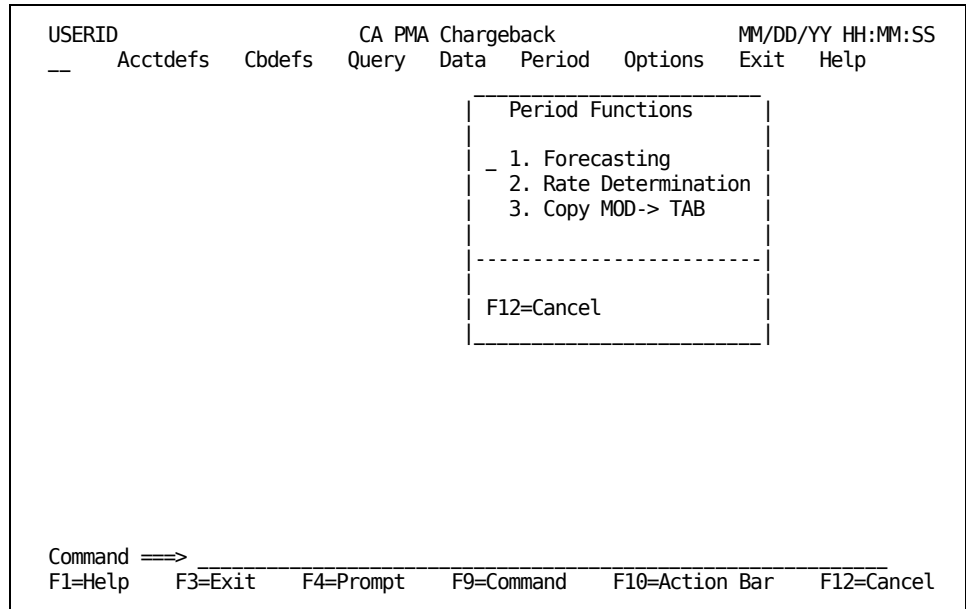 USERID CA PMA Chargeback MM/DD/YY HH:MM:SS
__ Acctdefs Cbdefs Query Data Period Options Exit Help
Period Functions
_ 1. Forecasting
2. Rate Determination
3. Copy MOD-> TAB
F12=Cancel
Command ===> ____________________________________________________________
F1=Help F3=Exit F4=Prompt F9=Command F10=Action Bar F12=Cancel